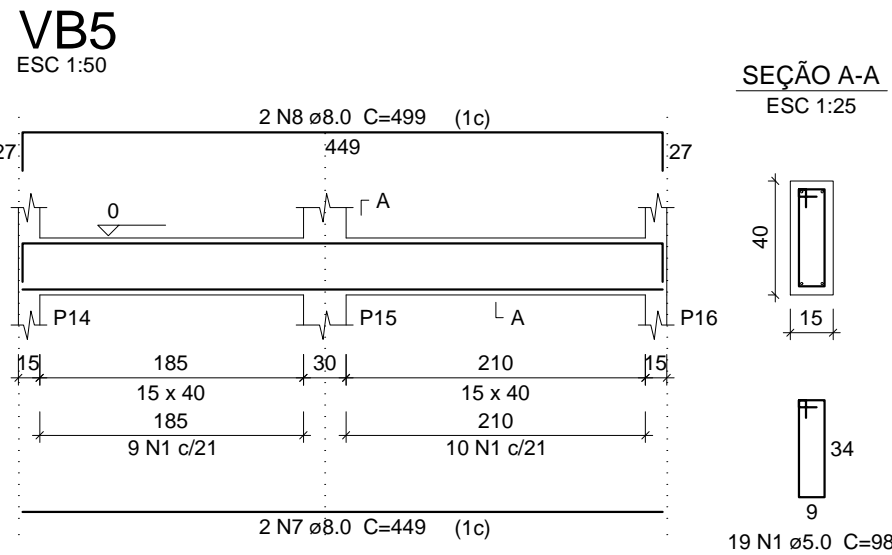 VB5
ESC 1:50
SEÇÃO A-A
ESC 1:25
2 N8 ø8.0 C=499 (1c)
27
449
27
0
A
40
15
P14
P15
A
P16
15
185
30
210
15
15 x 40
15 x 40
185
210
9 N1 c/21
10 N1 c/21
34
9
2 N7 ø8.0 C=449 (1c)
19 N1 ø5.0 C=98